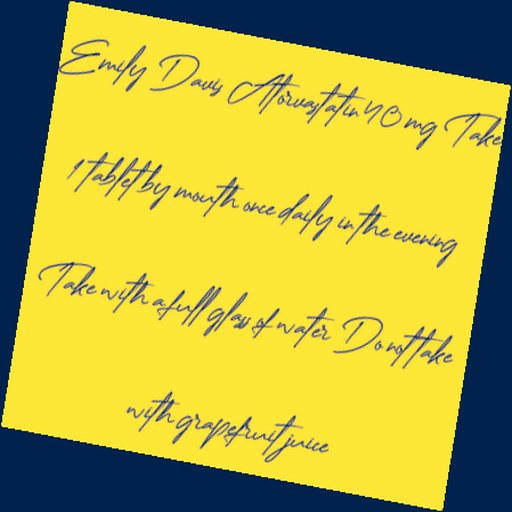 Emily Davis Atorvastatin 40 mg Take
1 tablet by mouth once daily in the evening
Take with a full glass of water Do not take
with grapefruit juice